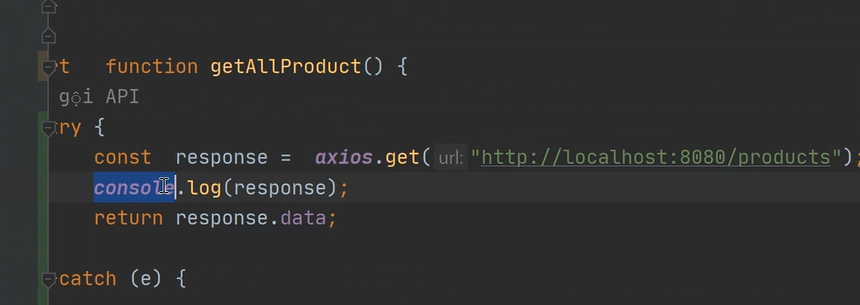 t function getAllProduct() {
gọi API
try {
const response = axios.get( url: "http://localhost:8080/products");
console.log(response);
return response.data;
catch (e) {